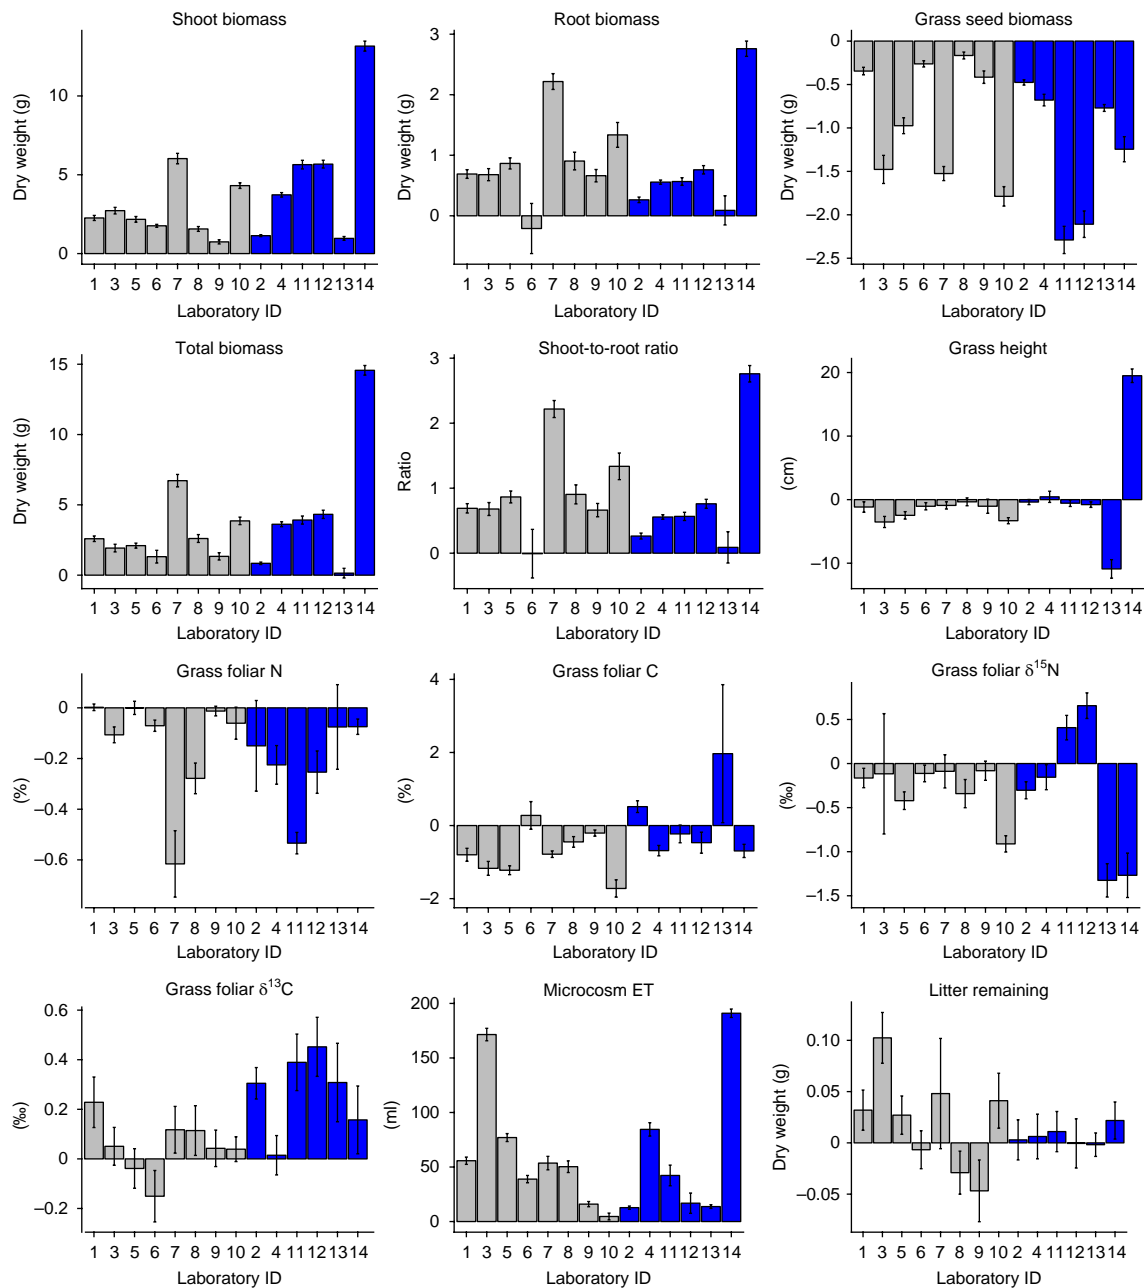 Shoot biomass
Dry weight (g)
10
5
0
1 3 5 6 7 8 9 10 2 4 11 12 13 14
Laboratory ID
Root biomass
Dry weight (g)
3
2
1
0
1 3 5 6 7 8 9 10 2 4 11 12 13 14
Laboratory ID
Grass seed biomass
Dry weight (g)
0
–0.5
–1.0
–1.5
–2.0
–2.5
1 3 5 6 7 8 9 10 2 4 11 12 13 14
Laboratory ID
Total biomass
Dry weight (g)
15
10
5
0
1 3 5 6 7 8 9 10 2 4 11 12 13 14
Laboratory ID
Shoot-to-root ratio
Ratio
3
2
1
0
1 3 5 6 7 8 9 10 2 4 11 12 13 14
Laboratory ID
Grass height
(cm)
20
10
0
–10
1 3 5 6 7 8 9 10 2 4 11 12 13 14
Laboratory ID
Grass foliar N
(%)
0
–0.2
–0.4
–0.6
1 3 5 6 7 8 9 10 2 4 11 12 13 14
Laboratory ID
Grass foliar C
(%)
4
2
0
–2
1 3 5 6 7 8 9 10 2 4 11 12 13 14
Laboratory ID
Grass foliar δ¹⁵N
(‰)
0.5
0
–0.5
–1.0
–1.5
1 3 5 6 7 8 9 10 2 4 11 12 13 14
Laboratory ID
Grass foliar δ¹³C
(‰)
0.6
0.4
0.2
0
–0.2
1 3 5 6 7 8 9 10 2 4 11 12 13 14
Laboratory ID
Microcosm ET
(ml)
200
150
100
50
0
1 3 5 6 7 8 9 10 2 4 11 12 13 14
Laboratory ID
Litter remaining
Dry weight (g)
0.10
0.05
0
–0.05
1 3 5 6 7 8 9 10 2 4 11 12 13 14
Laboratory ID